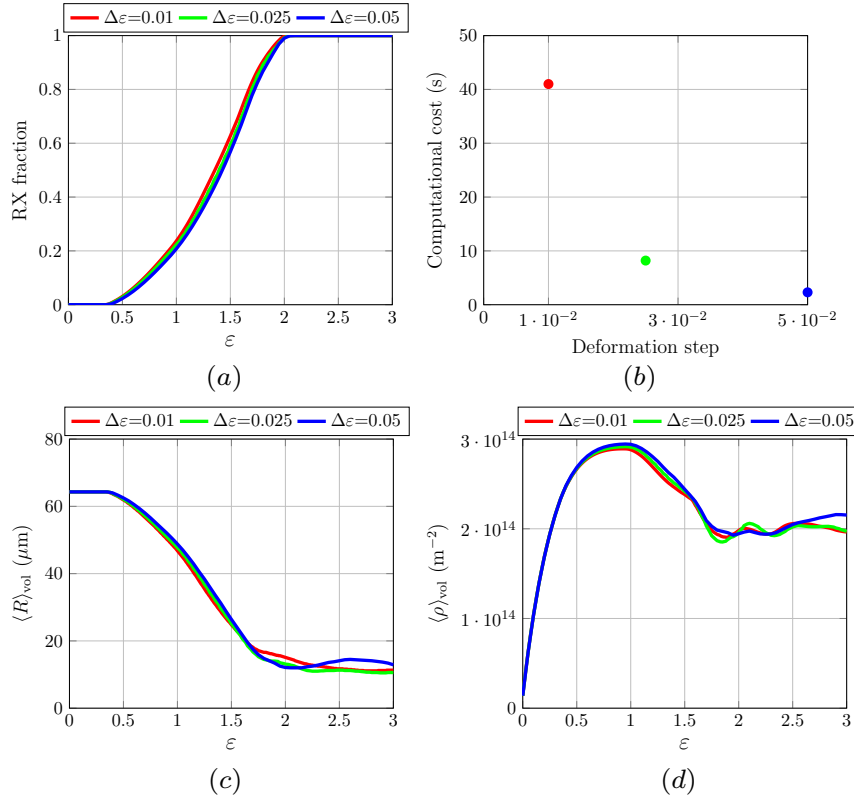 Δε=0.01 Δε=0.025 Δε=0.05
RX fraction
1
0.8
0.6
0.4
0.2
0
0 0.5 1 1.5 2 2.5 3
ε
(a)
Computational cost (s)
50
40
30
20
10
0
0 1·10⁻² 3·10⁻² 5·10⁻²
Deformation step
(b)
Δε=0.01 Δε=0.025 Δε=0.05
⟨R⟩vol (μm)
80
60
40
20
0
0 0.5 1 1.5 2 2.5 3
ε
(c)
Δε=0.01 Δε=0.025 Δε=0.05
⟨ρ⟩vol (m⁻²)
3·10¹⁴
2·10¹⁴
1·10¹⁴
0
0 0.5 1 1.5 2 2.5 3
ε
(d)